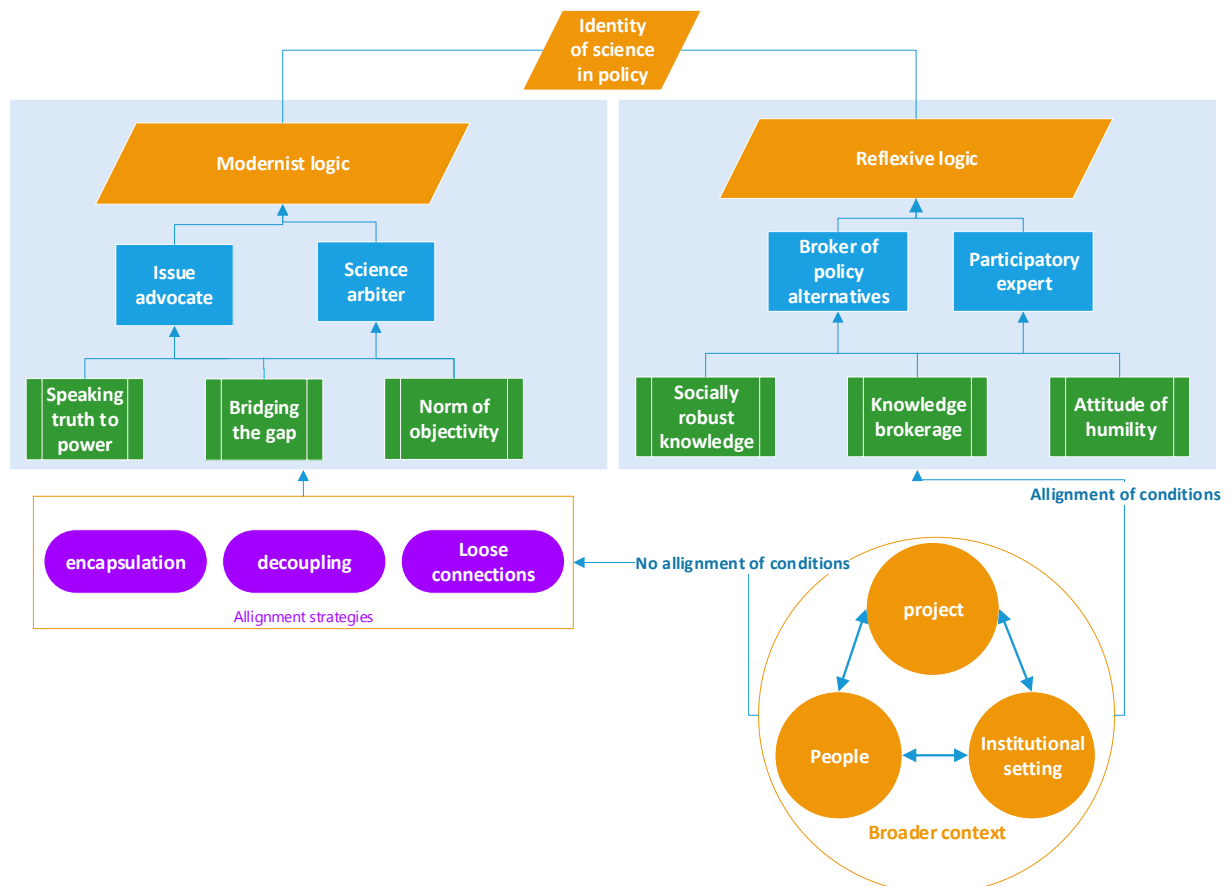 Identity
of science
in policy
Modernist logic
Reflexive logic
Issue
advocate
Science
arbiter
Broker of
policy
alternatives
Participatory
expert
Speaking
truth to
power
Bridging
the gap
Norm of
objectivity
Socially
robust
knowledge
Knowledge
brokerage
Attitude of
humility
Allignment of conditions
encapsulation
decoupling
Loose
connections
Allignment strategies
No allignment of conditions
project
People
Institutional
setting
Broader context